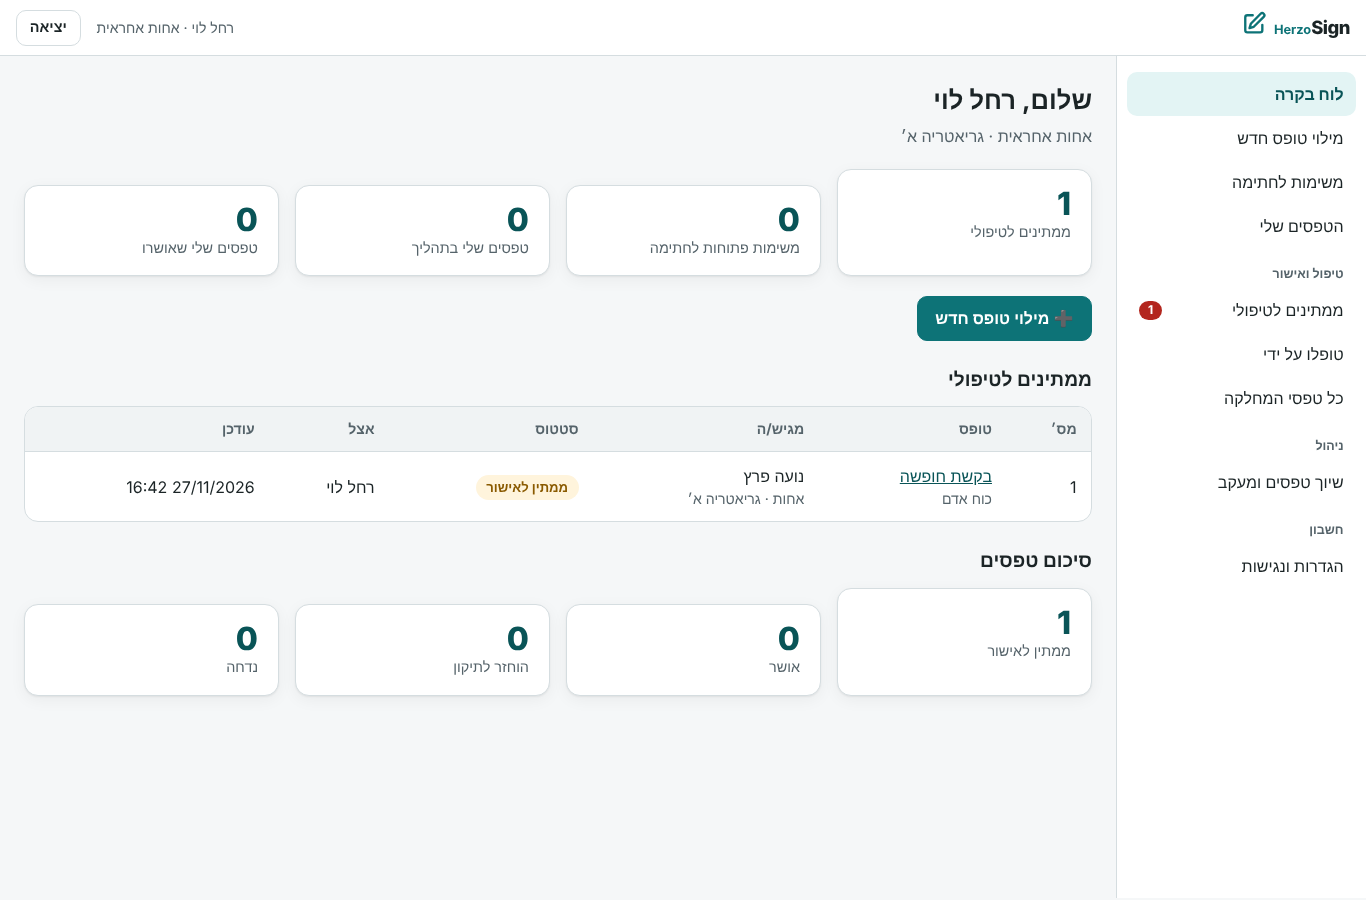 HerzoSign
רחל לוי · אחות אחראית
יציאה
לוח בקרה
מילוי טופס חדש
משימות לחתימה
הטפסים שלי
טיפול ואישור
ממתינים לטיפולי
1
טופלו על ידי
כל טפסי המחלקה
ניהול
שיוך טפסים ומעקב
חשבון
הגדרות ונגישות
שלום, רחל לוי
אחות אחראית · גריאטריה א׳
1
ממתינים לטיפולי
0
משימות פתוחות לחתימה
0
טפסים שלי בתהליך
0
טפסים שלי שאושרו
➕ מילוי טופס חדש
ממתינים לטיפולי
מס׳ טופס מגיש/ה סטטוס אצל עודכן
1 בקשת חופשה נועה פרץ ממתין לאישור רחל לוי 27/11/2026 16:42
כוח אדם אחות · גריאטריה א׳
סיכום טפסים
1
ממתין לאישור
0
אושר
0
הוחזר לתיקון
0
נדחה